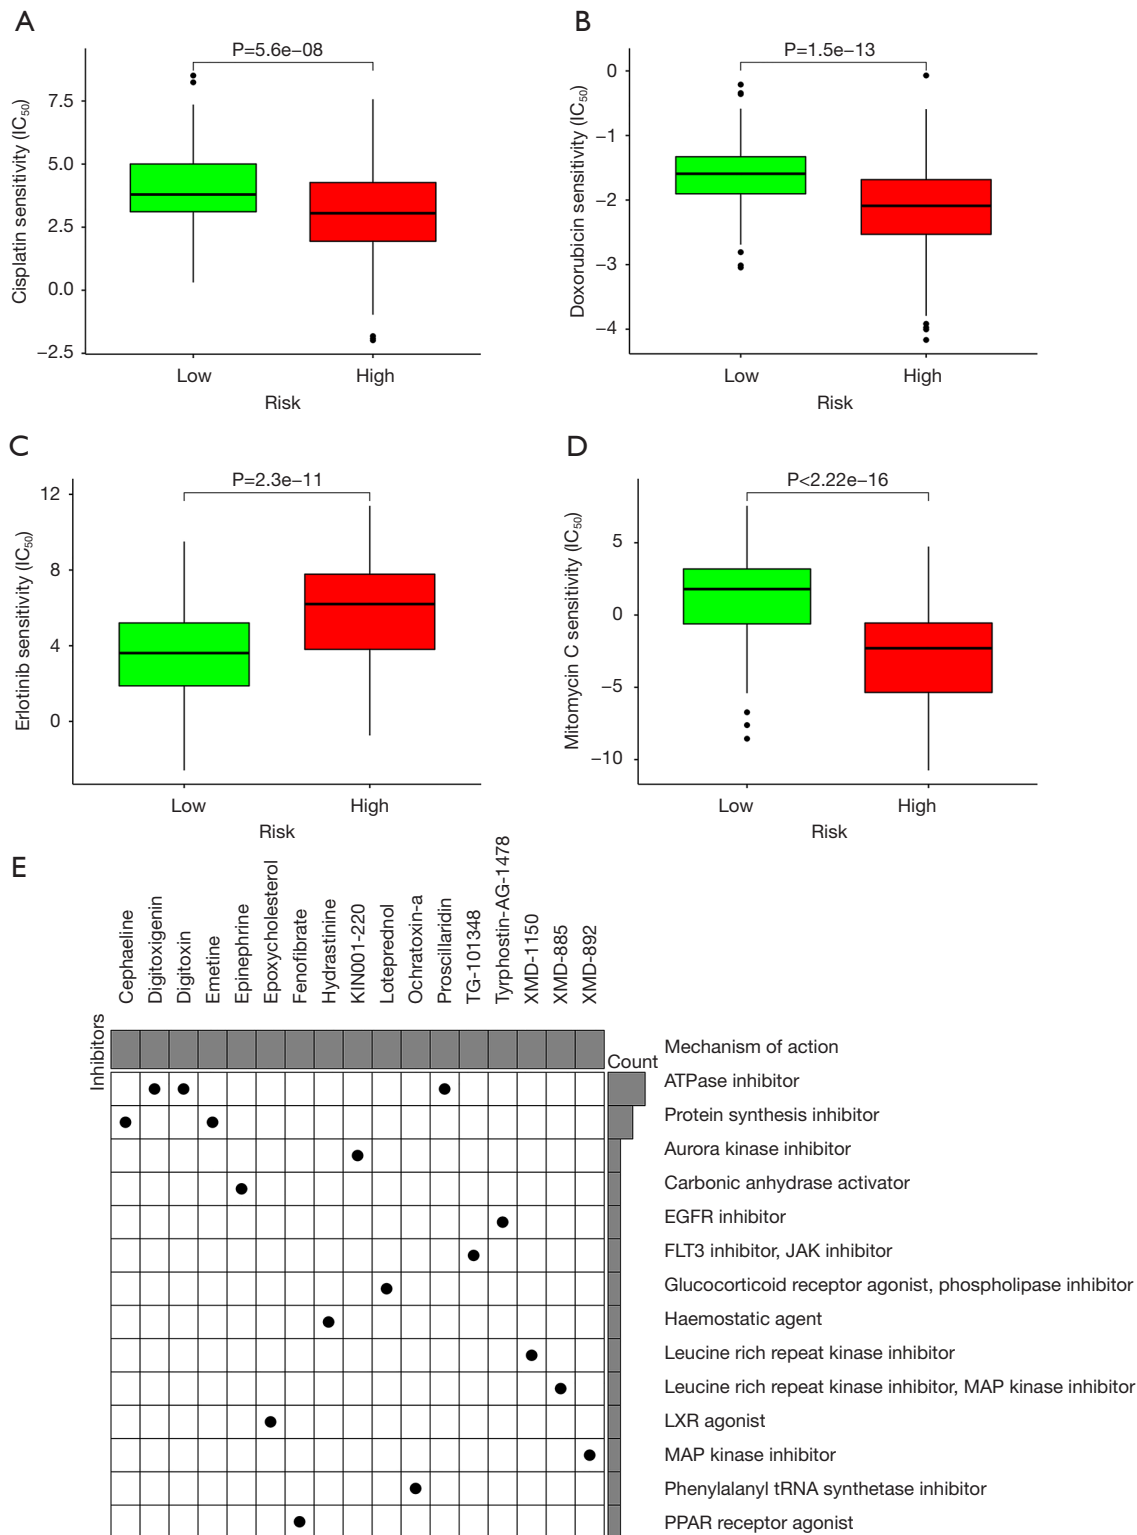 A
P=5.6e−08
Cisplatin sensitivity (IC50)
7.5
5.0
2.5
0.0
−2.5
Low
High
Risk
B
P=1.5e−13
Doxorubicin sensitivity (IC50)
0
−1
−2
−3
−4
Low
High
Risk
C
P=2.3e−11
Erlotinib sensitivity (IC50)
12
8
4
0
Low
High
Risk
D
P<2.22e−16
Mitomycin C sensitivity (IC50)
5
0
−5
−10
Low
High
Risk
E
Cephaeline
Digitoxigenin
Digitoxin
Emetine
Epinephrine
Epoxycholesterol
Fenofibrate
Hydrastinine
KIN001-220
Loteprednol
Ochratoxin-a
Proscillaridin
TG-101348
Tyrphostin-AG-1478
XMD-1150
XMD-885
XMD-892
Inhibitors
Count
Mechanism of action
ATPase inhibitor
Protein synthesis inhibitor
Aurora kinase inhibitor
Carbonic anhydrase activator
EGFR inhibitor
FLT3 inhibitor, JAK inhibitor
Glucocorticoid receptor agonist, phospholipase inhibitor
Haemostatic agent
Leucine rich repeat kinase inhibitor
Leucine rich repeat kinase inhibitor, MAP kinase inhibitor
LXR agonist
MAP kinase inhibitor
Phenylalanyl tRNA synthetase inhibitor
PPAR receptor agonist